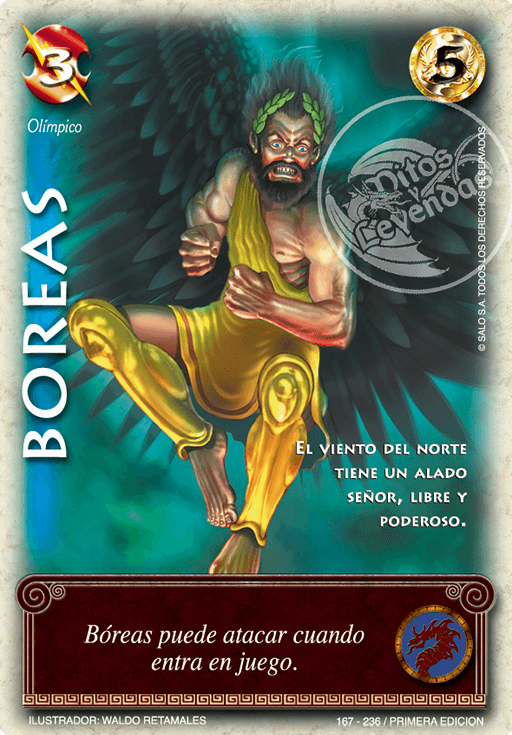 3
5
Olímpico
Mitos
y
Leyendas
© SALO S.A. TODOS LOS DERECHOS RESERVADOS
BOREAS
EL VIENTO DEL NORTE
TIENE UN ALADO
SEÑOR, LIBRE Y
PODEROSO.
Bóreas puede atacar cuando
entra en juego.
ILUSTRADOR: WALDO RETAMALES
167 - 236 / PRIMERA EDICION